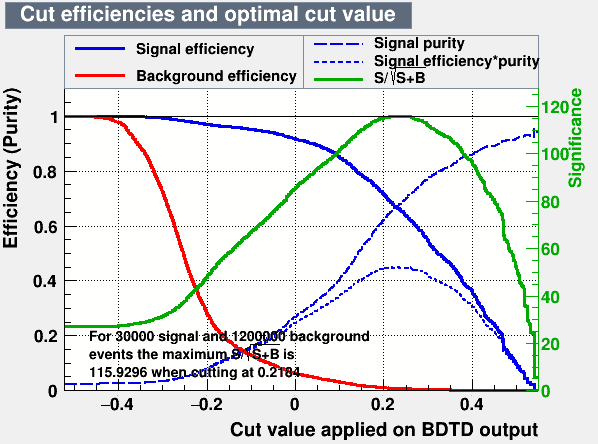 Cut efficiencies and optimal cut value
Signal efficiency
Background efficiency
Signal purity
Signal efficiency*purity
S/√S+B
Efficiency (Purity)
1
0.8
0.6
0.4
0.2
0
For 30000 signal and 1200000 background
events the maximum S/√S+B is
115.9296 when cutting at 0.2184
−0.4
−0.2
0
0.2
0.4
Cut value applied on BDTD output
120
100
80
60
40
20
0
Significance